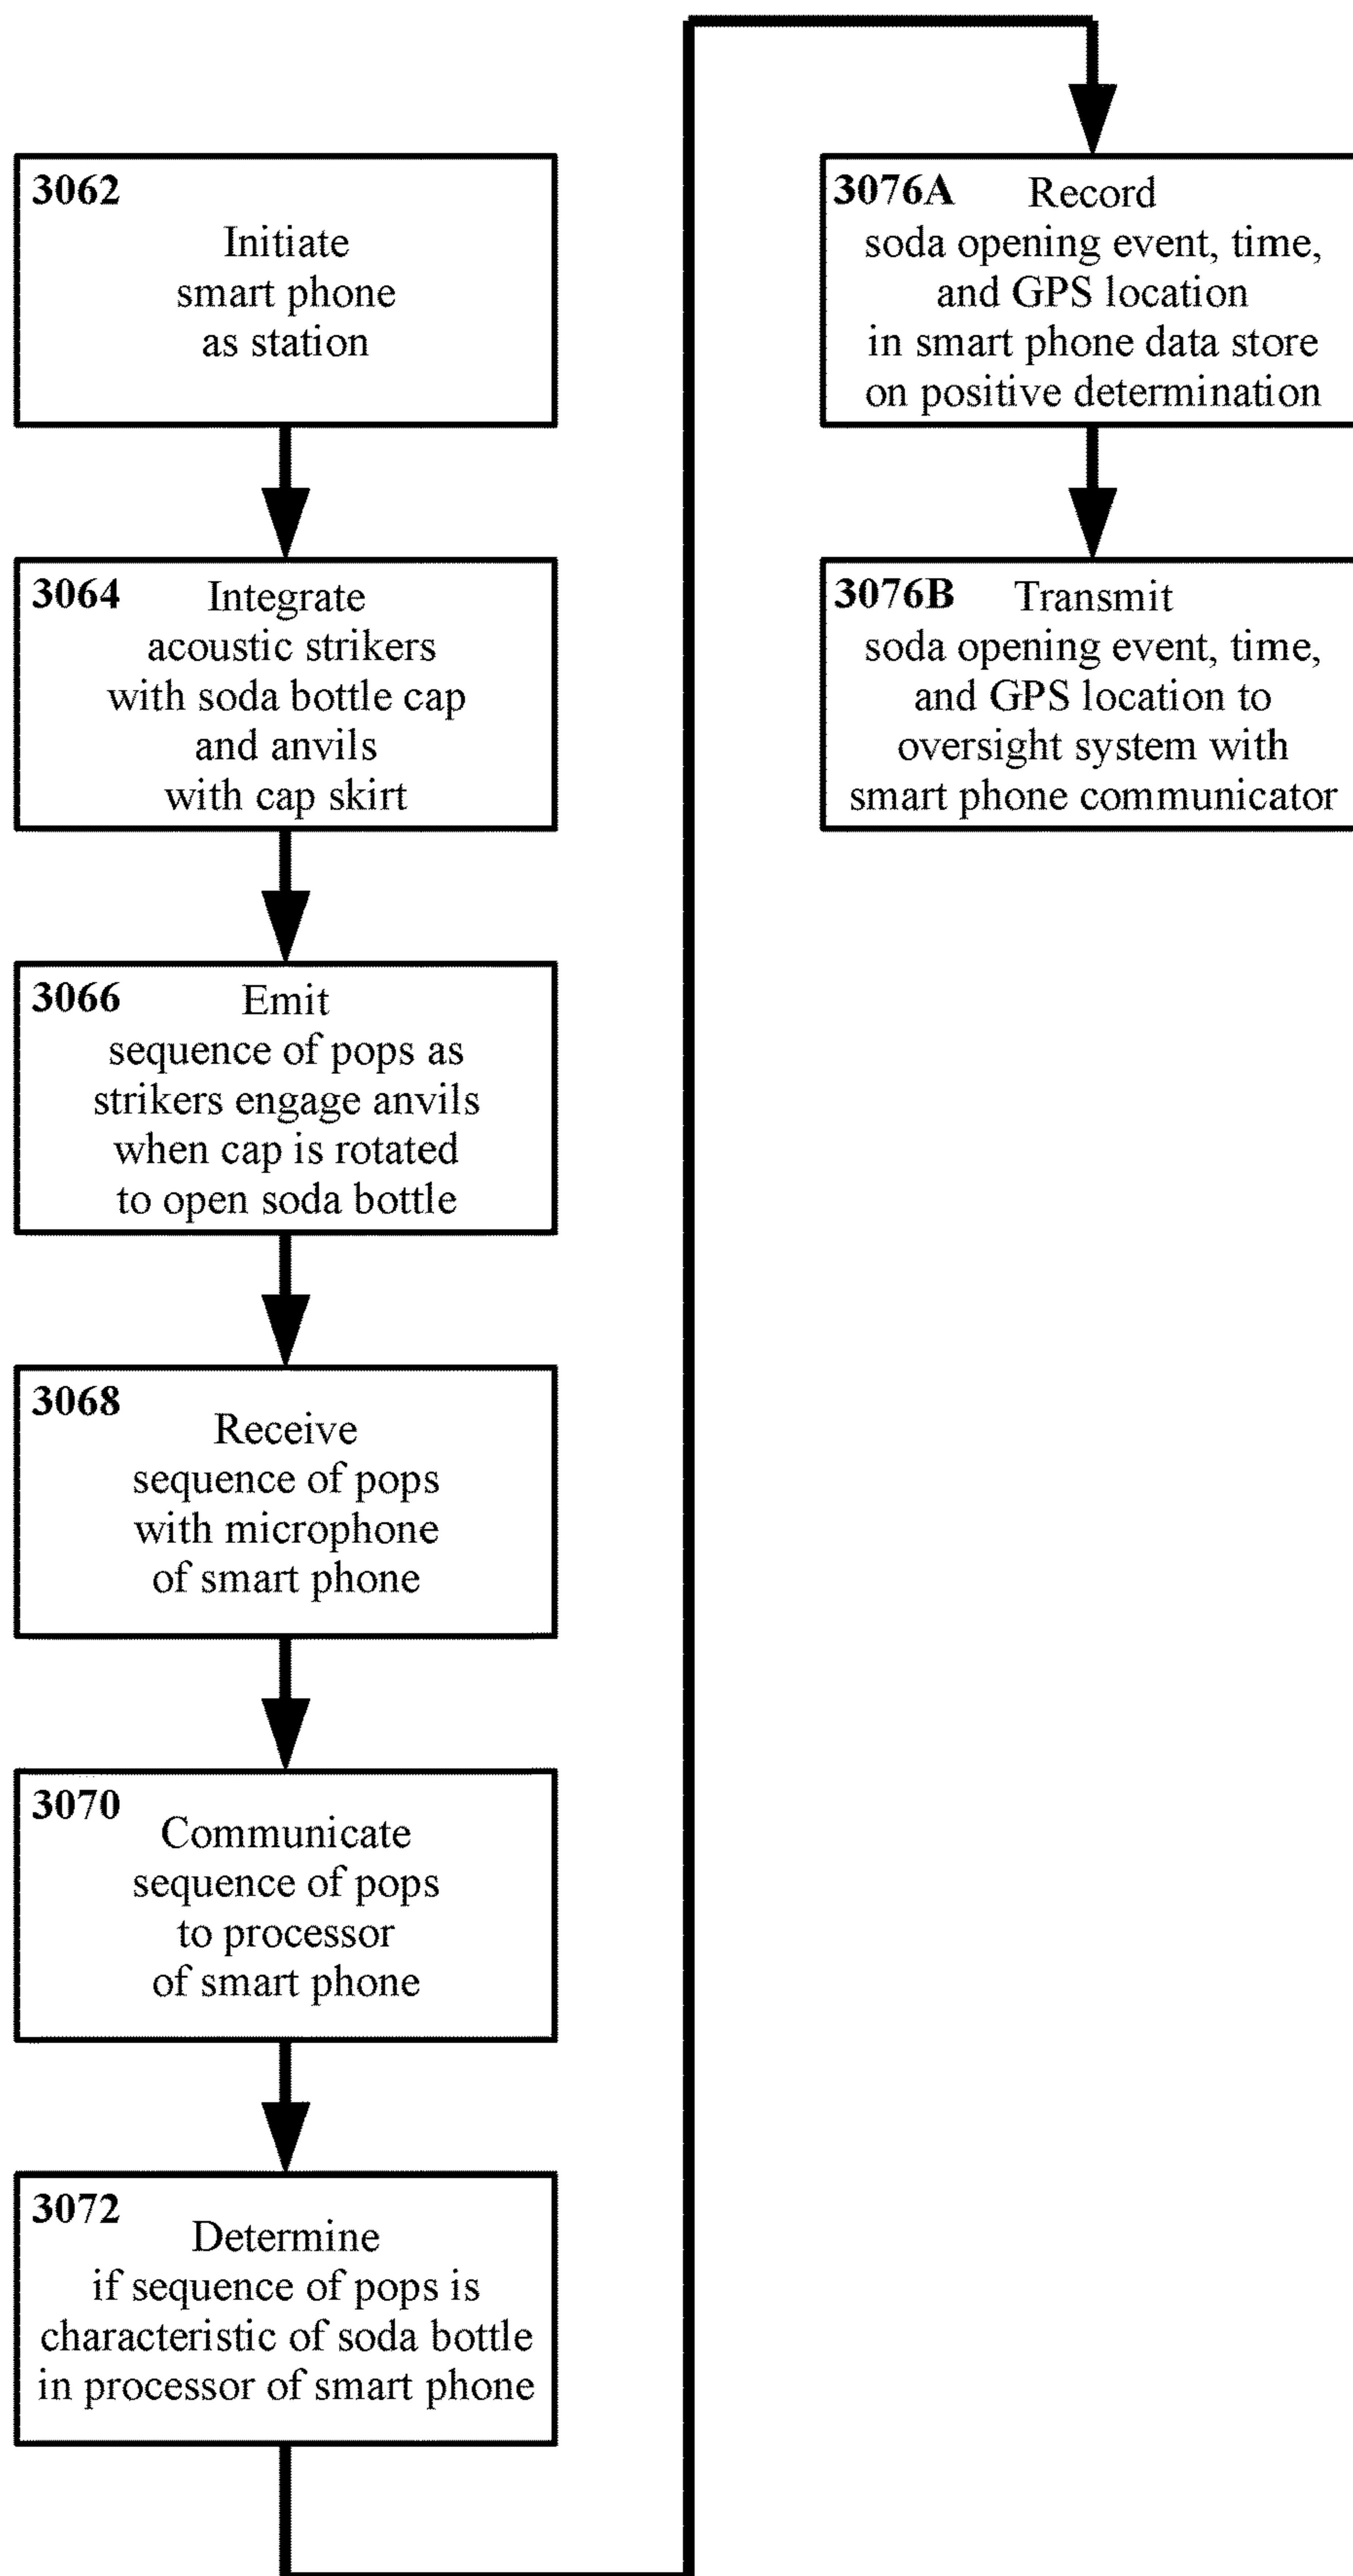 3062
Initiate
smart phone
as station
3064 Integrate
acoustic strikers
with soda bottle cap
and anvils
with cap skirt
3066 Emit
sequence of pops as
strikers engage anvils
when cap is rotated
to open soda bottle
3068
Receive
sequence of pops
with microphone
of smart phone
3070
Communicate
sequence of pops
to processor
of smart phone
3072
Determine
if sequence of pops is
characteristic of soda bottle
in processor of smart phone
3076A Record
soda opening event, time,
and GPS location
in smart phone data store
on positive determination
3076B Transmit
soda opening event, time,
and GPS location to
oversight system with
smart phone communicator